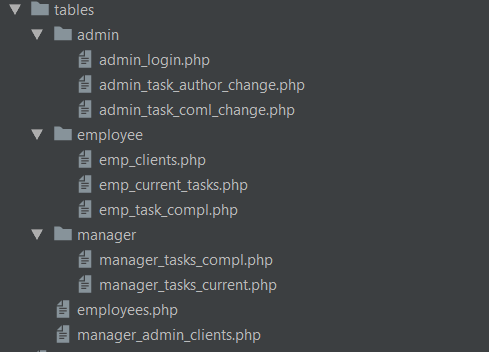 tables
admin
admin_login.php
admin_task_author_change.php
admin_task_coml_change.php
employee
emp_clients.php
emp_current_tasks.php
emp_task_compl.php
manager
manager_tasks_compl.php
manager_tasks_current.php
employees.php
manager_admin_clients.php